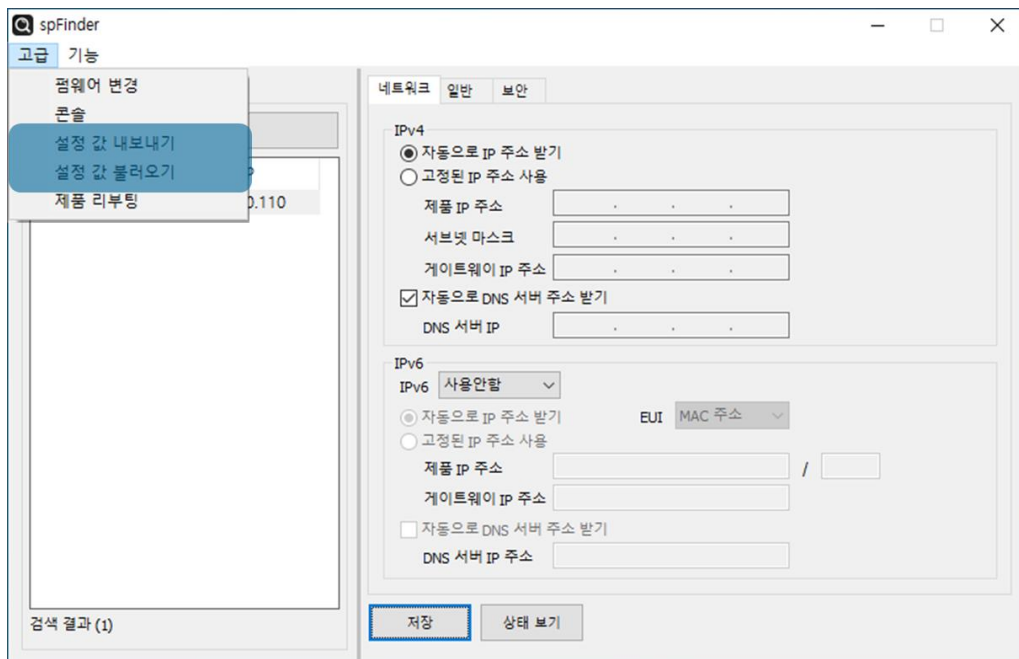 spFinder
고급 기능
펌웨어 변경
콘솔
설정 값 내보내기
설정 값 불러오기
제품 리부팅
0.110
검색 결과 (1)
네트워크 일반 보안
IPv4
자동으로 IP 주소 받기
고정된 IP 주소 사용
제품 IP 주소
서브넷 마스크
게이트웨이 IP 주소
자동으로 DNS 서버 주소 받기
DNS 서버 IP
IPv6
IPv6 사용안함
자동으로 IP 주소 받기 EUI MAC 주소
고정된 IP 주소 사용
제품 IP 주소 /
게이트웨이 IP 주소
자동으로 DNS 서버 주소 받기
DNS 서버 IP 주소
저장 상태 보기